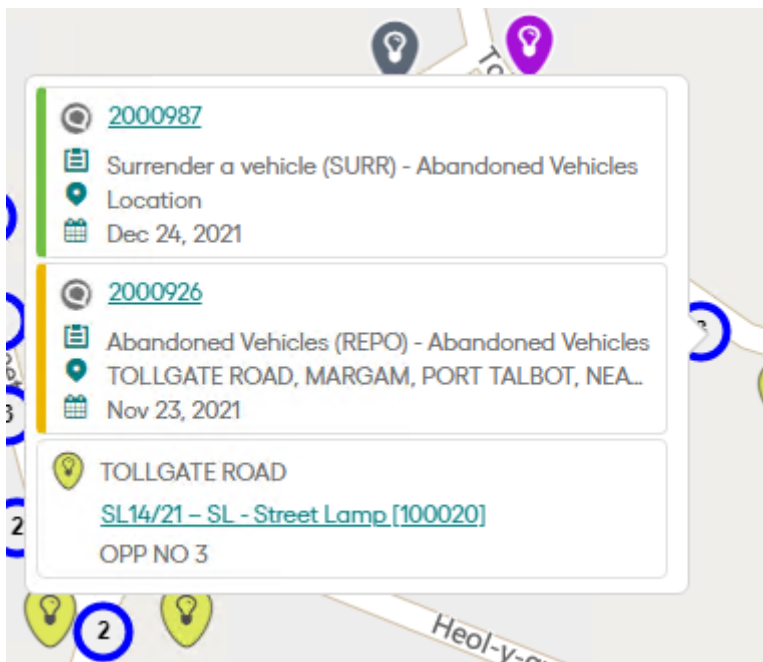 2000987
Surrender a vehicle (SURR) - Abandoned Vehicles
Location
Dec 24, 2021
2000926
Abandoned Vehicles (REPO) - Abandoned Vehicles
TOLLGATE ROAD, MARGAM, PORT TALBOT, NEA...
Nov 23, 2021
TOLLGATE ROAD
SL14/21 – SL - Street Lamp [100020]
OPP NO 3
2
2
Heol-y-g